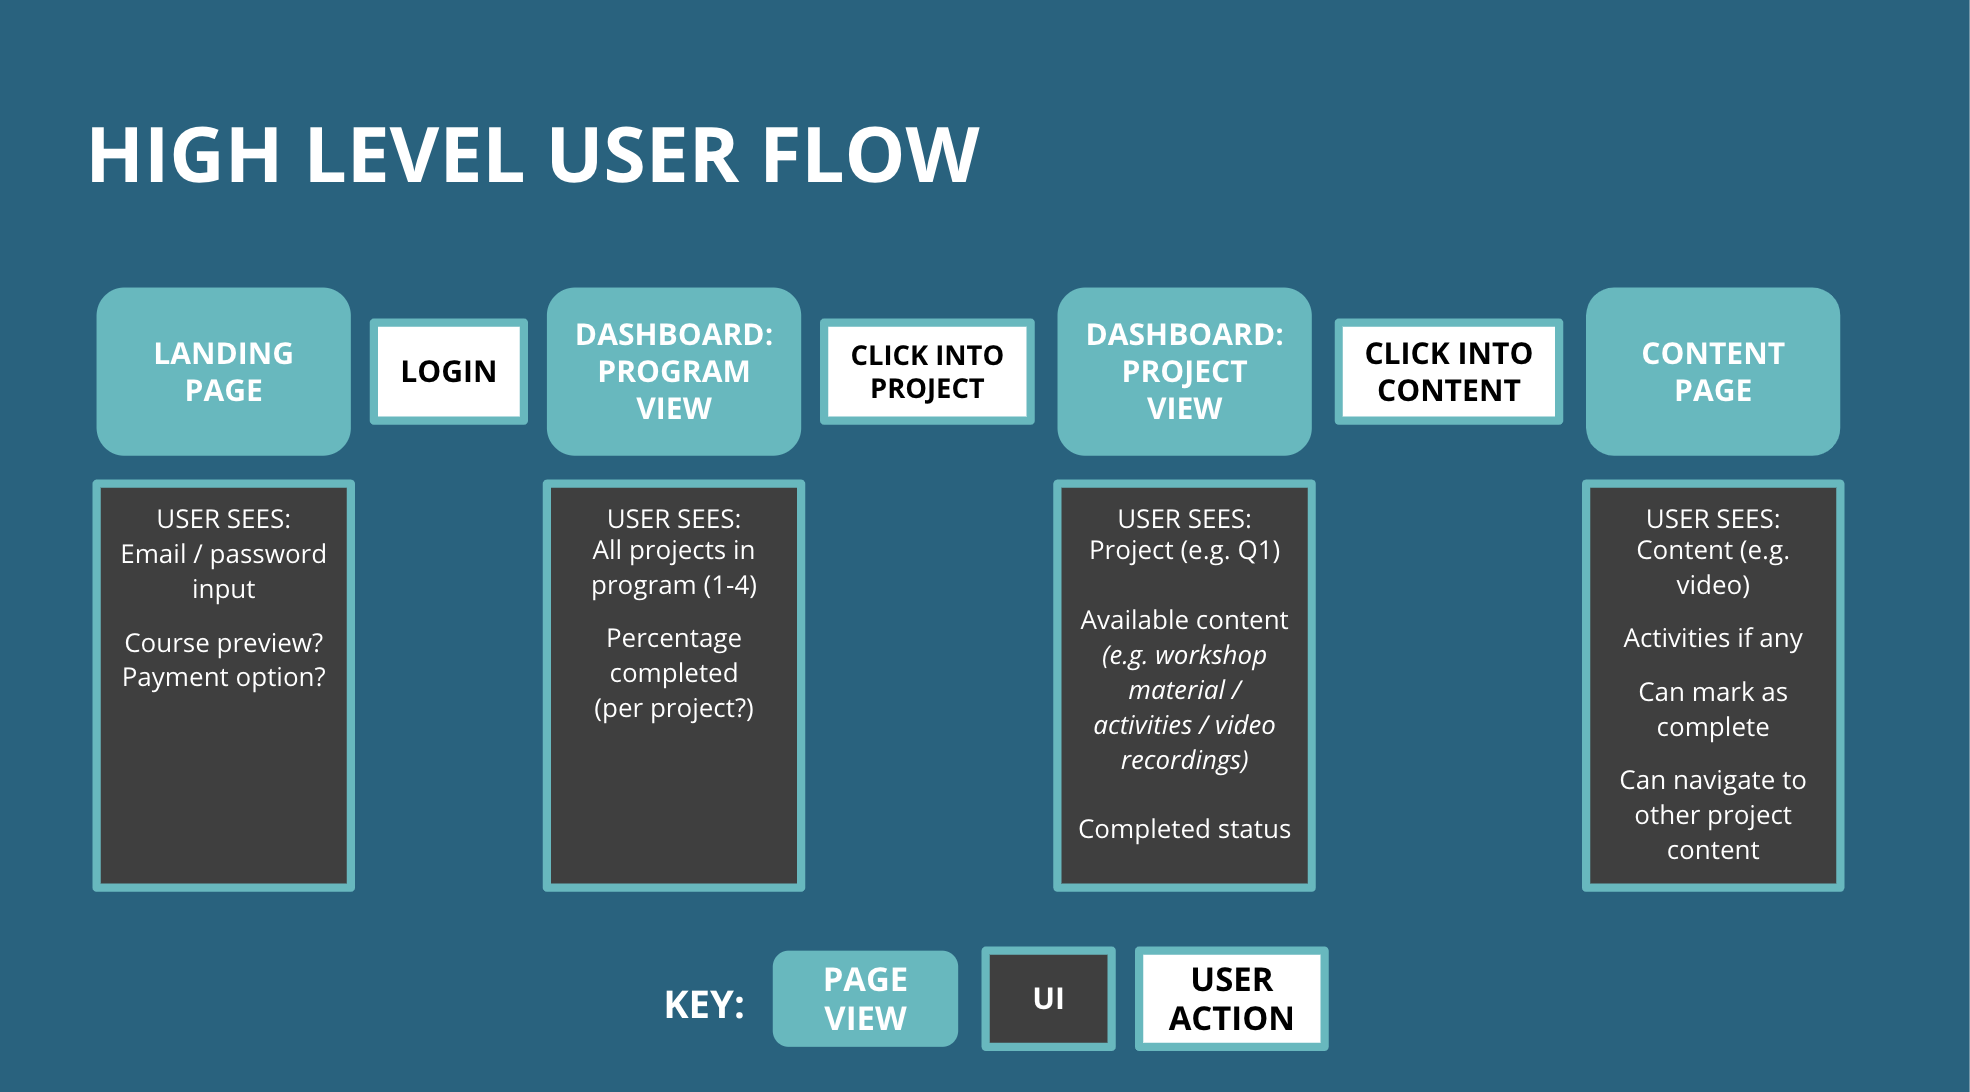 HIGH LEVEL USER FLOW
LANDING
PAGE
LOGIN
DASHBOARD:
PROGRAM
VIEW
CLICK INTO
PROJECT
DASHBOARD:
PROJECT
VIEW
CLICK INTO
CONTENT
CONTENT
PAGE
USER SEES:
Email / password
input
Course preview?
Payment option?
USER SEES:
All projects in
program (1-4)
Percentage
completed
(per project?)
USER SEES:
Project (e.g. Q1)
Available content
(e.g. workshop
material /
activities / video
recordings)
Completed status
USER SEES:
Content (e.g.
video)
Activities if any
Can mark as
complete
Can navigate to
other project
content
KEY:
PAGE
VIEW
UI
USER
ACTION